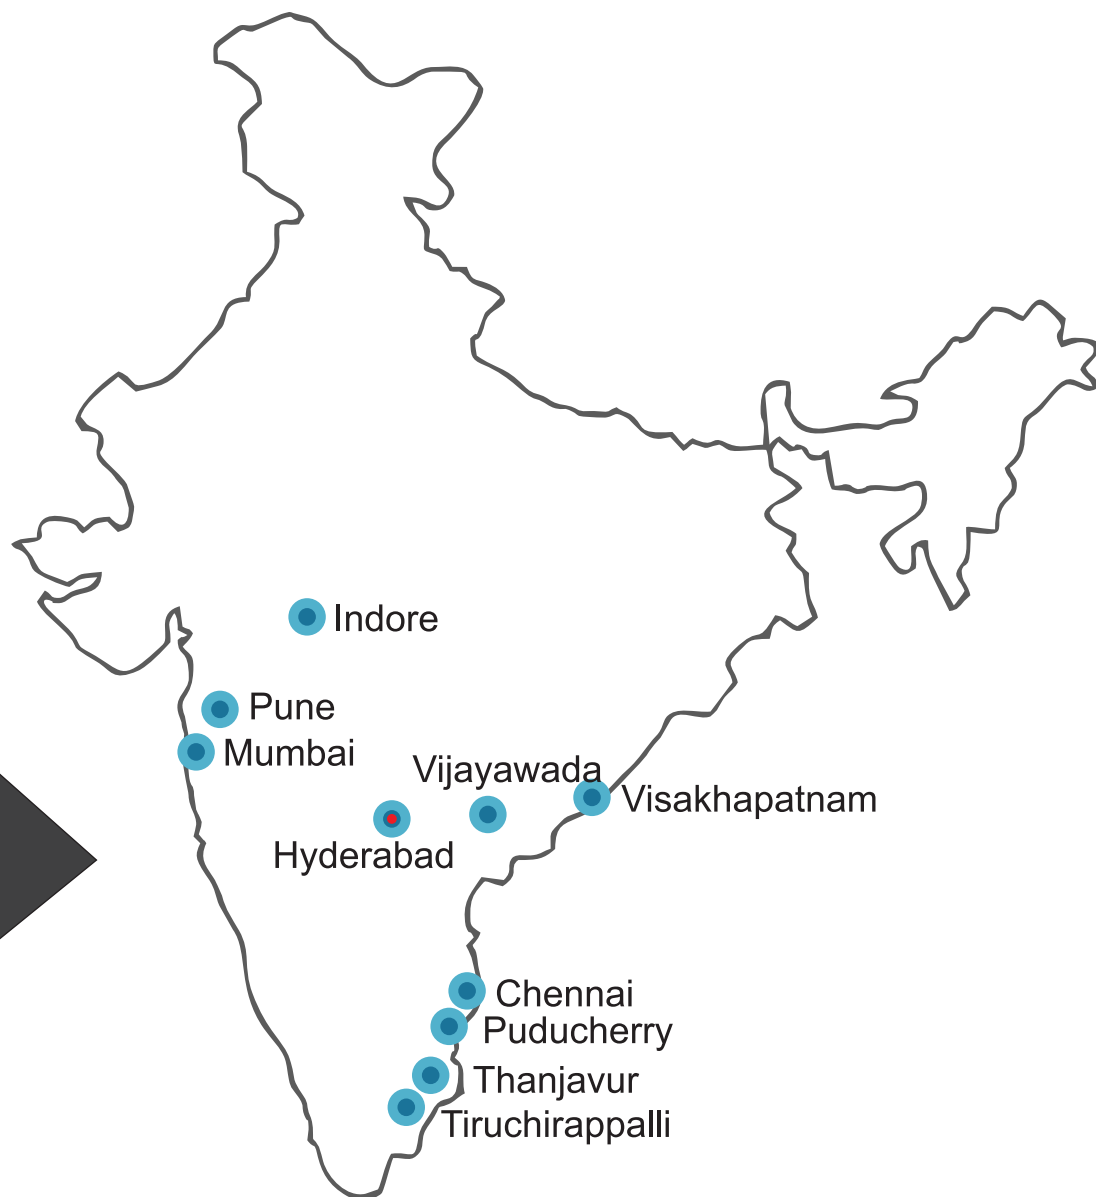 Indore
Pune
Mumbai
Vijayawada
Visakhapatnam
Hyderabad
Chennai
Puducherry
Thanjavur
Tiruchirappalli